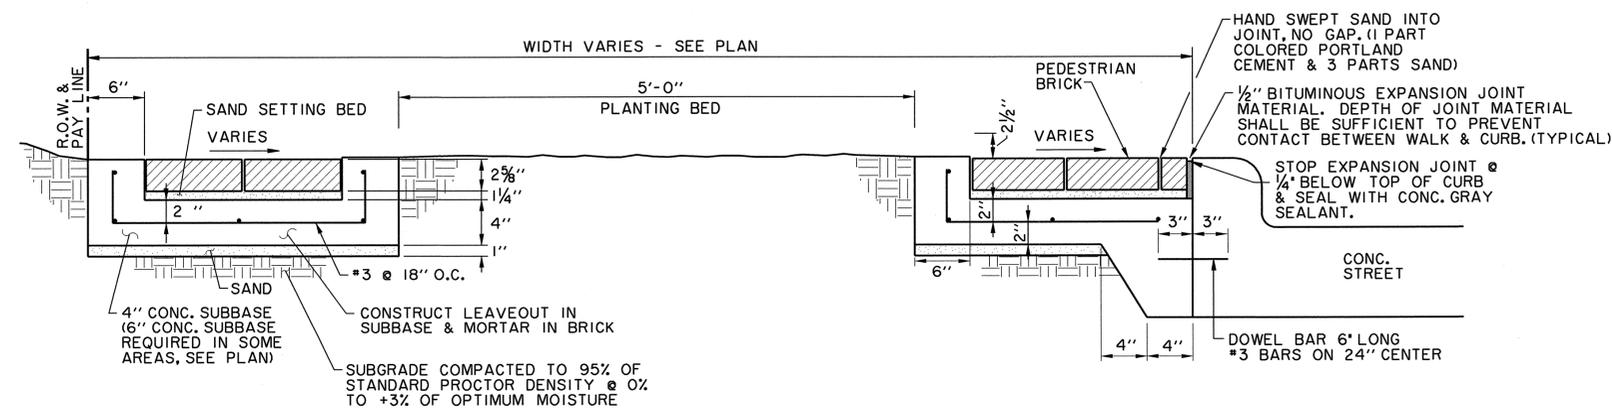 WIDTH VARIES - SEE PLAN
R.O.W. &
PAY LINE
6"
SAND SETTING BED
VARIES
5'-0"
PLANTING BED
2 5/8"
1 1/4"
4"
1"
2 "
#3 @ 18" O.C.
SAND
4" CONC. SUBBASE
(6" CONC. SUBBASE
REQUIRED IN SOME
AREAS, SEE PLAN)
CONSTRUCT LEAVEOUT IN
SUBBASE & MORTAR IN BRICK
SUBGRADE COMPACTED TO 95% OF
STANDARD PROCTOR DENSITY @ 0%
TO +3% OF OPTIMUM MOISTURE
PEDESTRIAN
BRICK
2½"
VARIES
2"
2"
3"
3"
6"
4"
4"
HAND SWEPT SAND INTO
JOINT, NO GAP. (1 PART
COLORED PORTLAND
CEMENT & 3 PARTS SAND)
½" BITUMINOUS EXPANSION JOINT
MATERIAL. DEPTH OF JOINT MATERIAL
SHALL BE SUFFICIENT TO PREVENT
CONTACT BETWEEN WALK & CURB. (TYPICAL)
STOP EXPANSION JOINT @
¼" BELOW TOP OF CURB
& SEAL WITH CONC. GRAY
SEALANT.
CONC.
STREET
DOWEL BAR 6" LONG
#3 BARS ON 24" CENTER